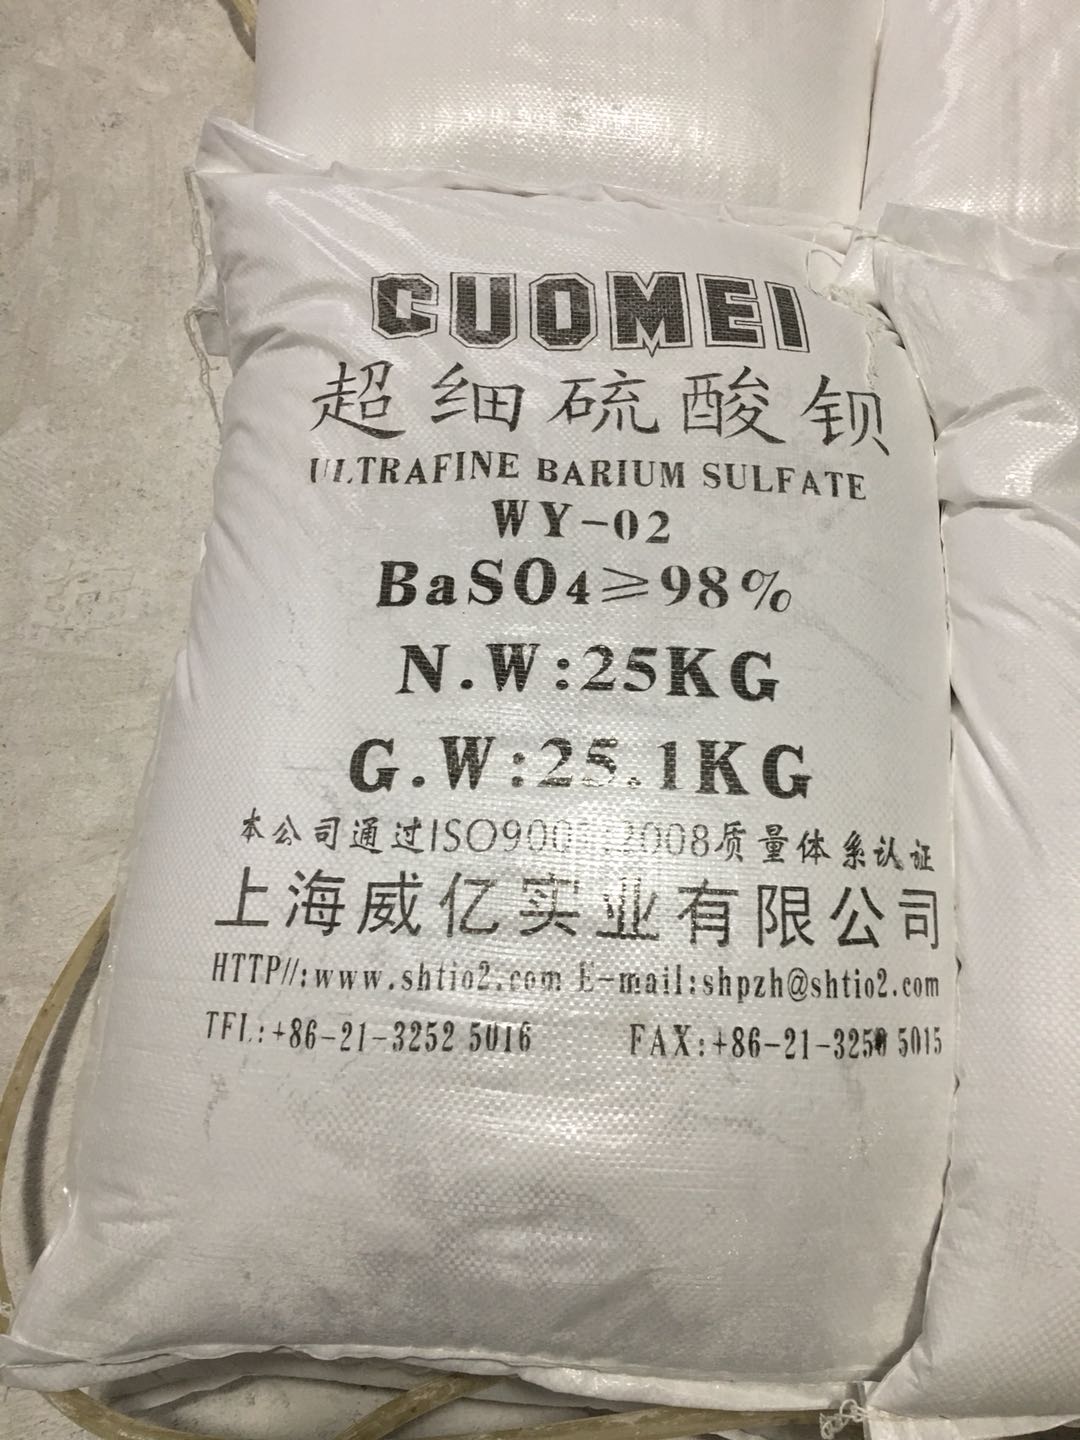 CUOMEI
超细硫酸钡
ULTRAFINE BARIUM SULFATE
WY-02
BaSO4≥98%
N.W:25KG
G.W:25.1KG
本公司通过ISO9001:2008质量体系认证
上海威亿实业有限公司
HTTP//:www.shtio2.com E-mail:shpzh@shtio2.com
TEL:+86-21-3252 5016 FAX:+86-21-3250 5015